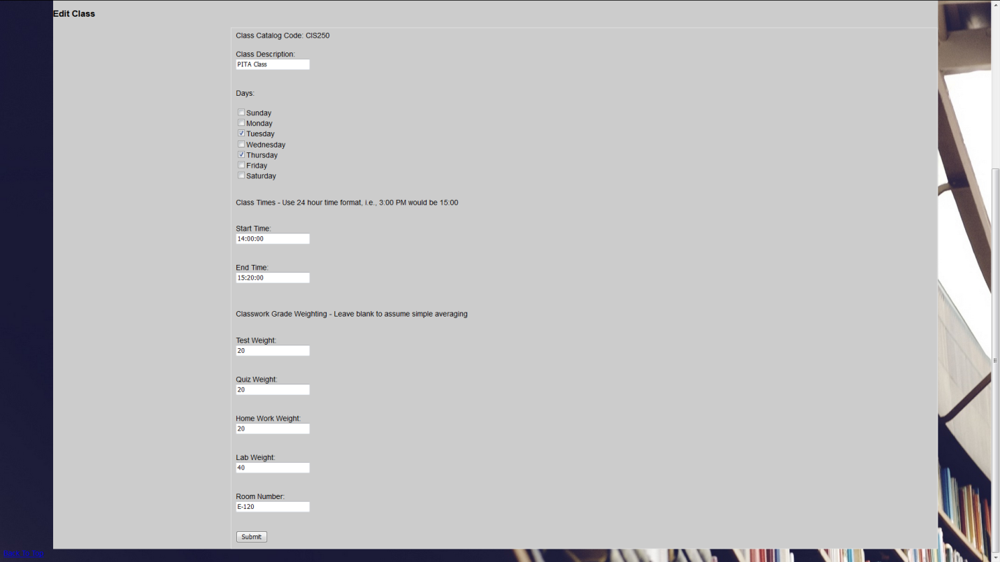 Edit Class
Class Catalog Code: CIS250
Class Description:
PITA Class
Days:
Sunday
Monday
Tuesday
Wednesday
Thursday
Friday
Saturday
Class Times - Use 24 hour time format, i.e., 3:00 PM would be 15:00
Start Time:
14:00:00
End Time:
15:20:00
Classwork Grade Weighting - Leave blank to assume simple averaging
Test Weight:
20
Quiz Weight:
20
Home Work Weight:
20
Lab Weight:
40
Room Number:
E-120
Submit
Back To Top